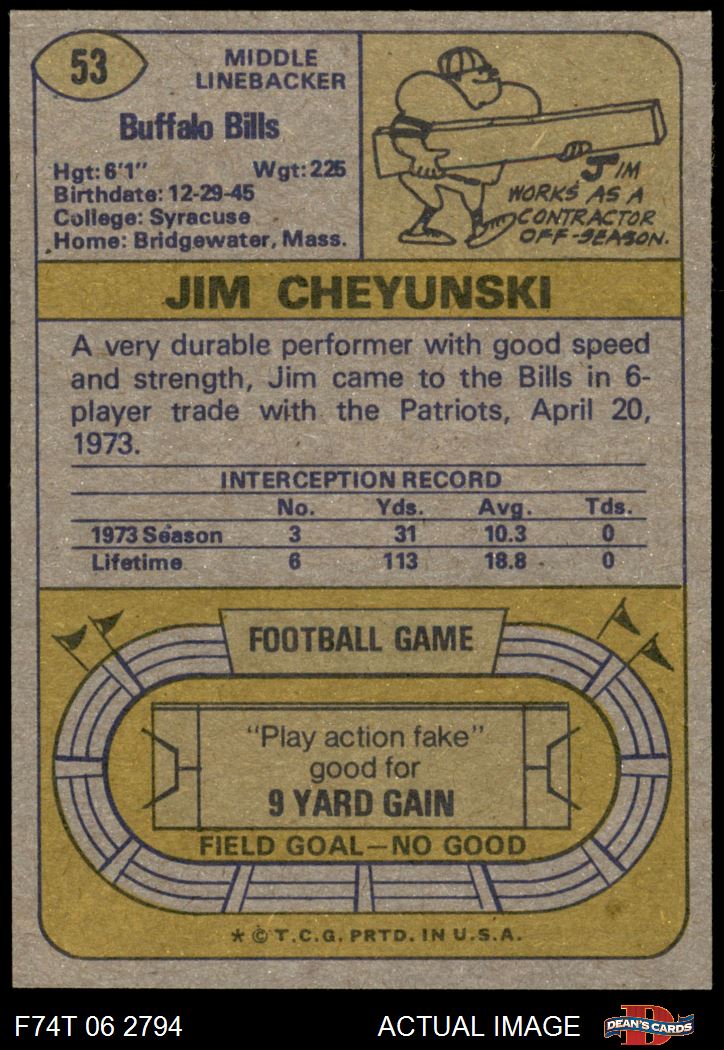 53
MIDDLE
LINEBACKER
Buffalo Bills
Hgt: 6'1" Wgt: 225
Birthdate: 12-29-45
College: Syracuse
Home: Bridgewater, Mass.
JIM
WORKS AS A
CONTRACTOR
OFF-SEASON.
JIM CHEYUNSKI
A very durable performer with good speed
and strength, Jim came to the Bills in 6-
player trade with the Patriots, April 20,
1973.
INTERCEPTION RECORD
No. Yds. Avg. Tds.
1973 Season 3 31 10.3 0
Lifetime 6 113 18.8 0
FOOTBALL GAME
"Play action fake"
good for
9 YARD GAIN
FIELD GOAL—NO GOOD
* © T.C.G. PRTD. IN U.S.A.
F74T 06 2794 ACTUAL IMAGE D DEAN'S CARDS